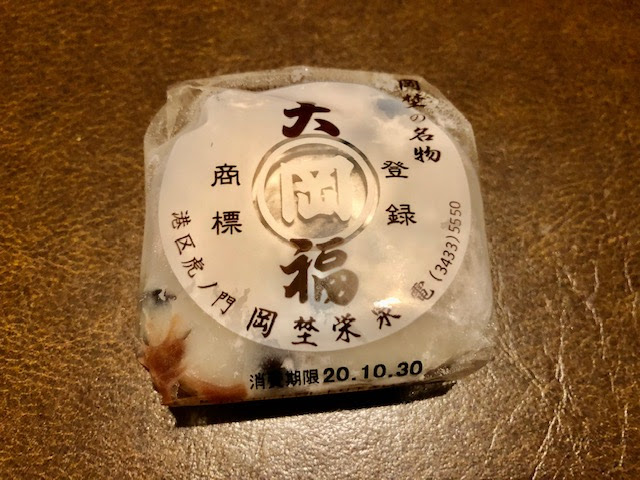 岡埜の名物
大福
岡
登録
商標
港区虎ノ門 岡埜栄泉 電(3433)5550
消費期限 20.10.30